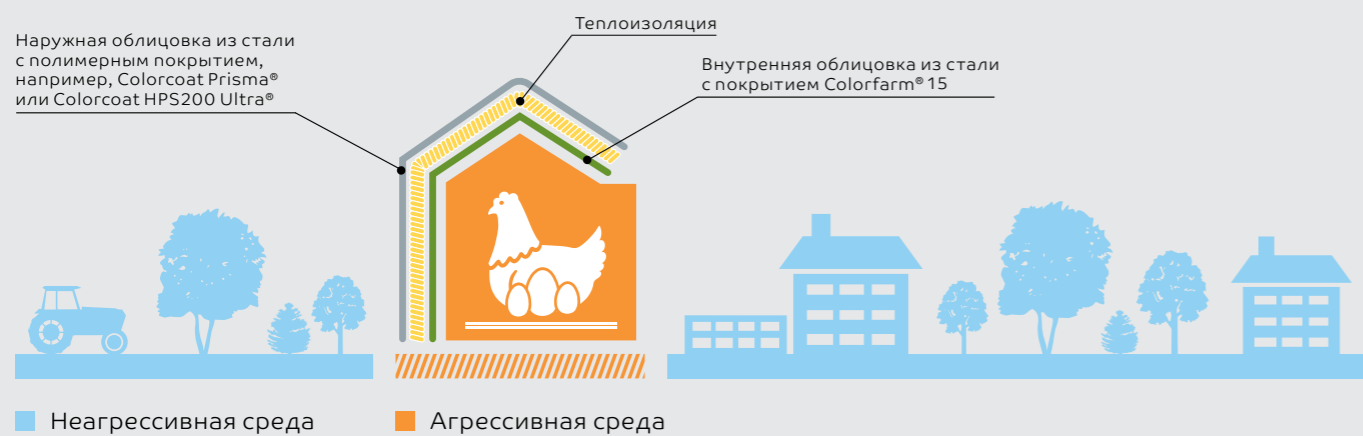 Теплоизоляция
Наружная облицовка из стали
с полимерным покрытием,
например, Colorcoat Prisma®
или Colorcoat HPS200 Ultra®
Внутренняя облицовка из стали
с покрытием Colorfarm® 15
Неагрессивная среда
Агрессивная среда